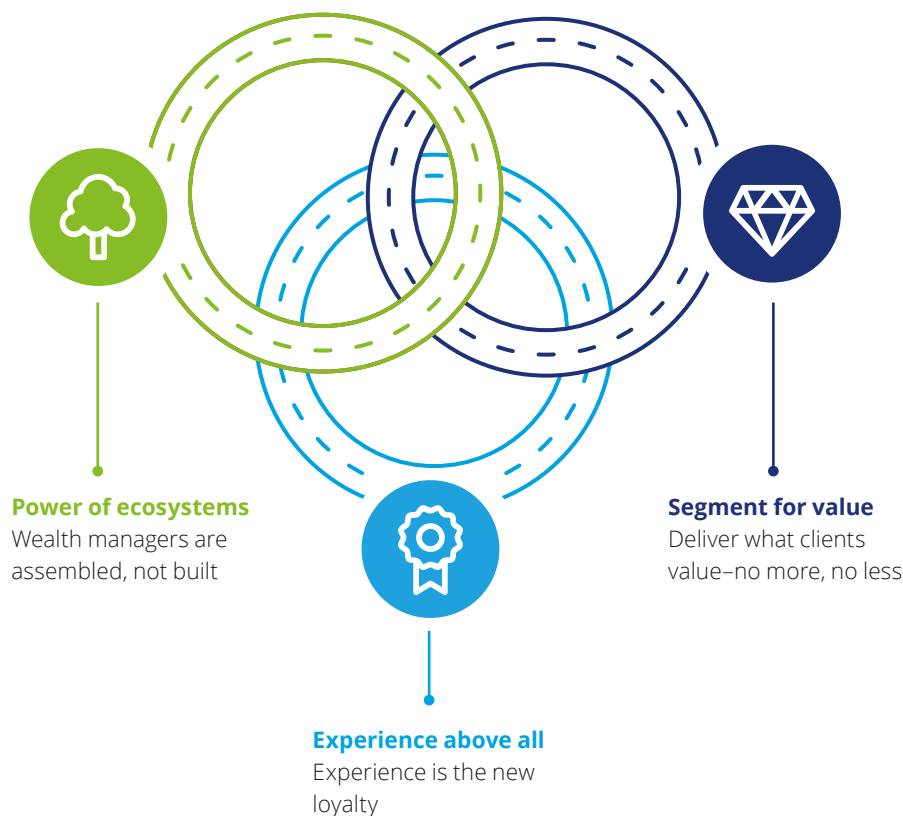 Power of ecosystems
Wealth managers are
assembled, not built
Segment for value
Deliver what clients
value–no more, no less
Experience above all
Experience is the new
loyalty